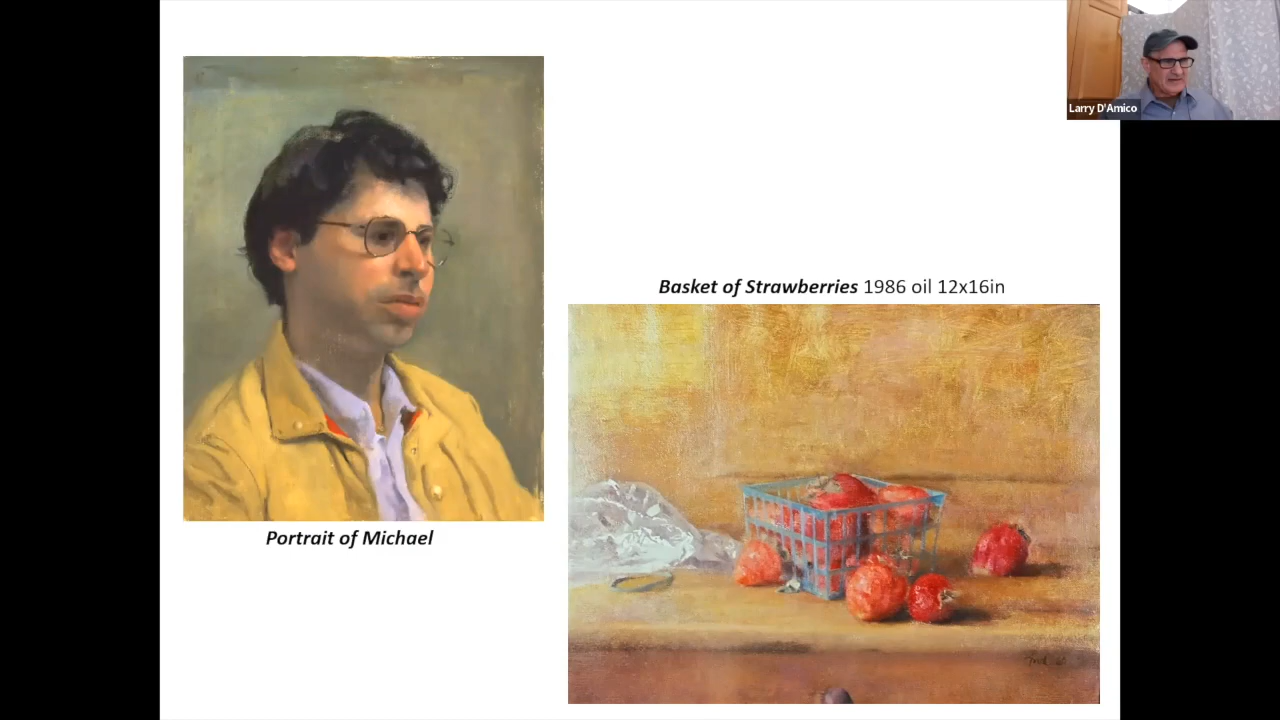 Larry D'Amico
Basket of Strawberries 1986 oil 12x16in
Portrait of Michael